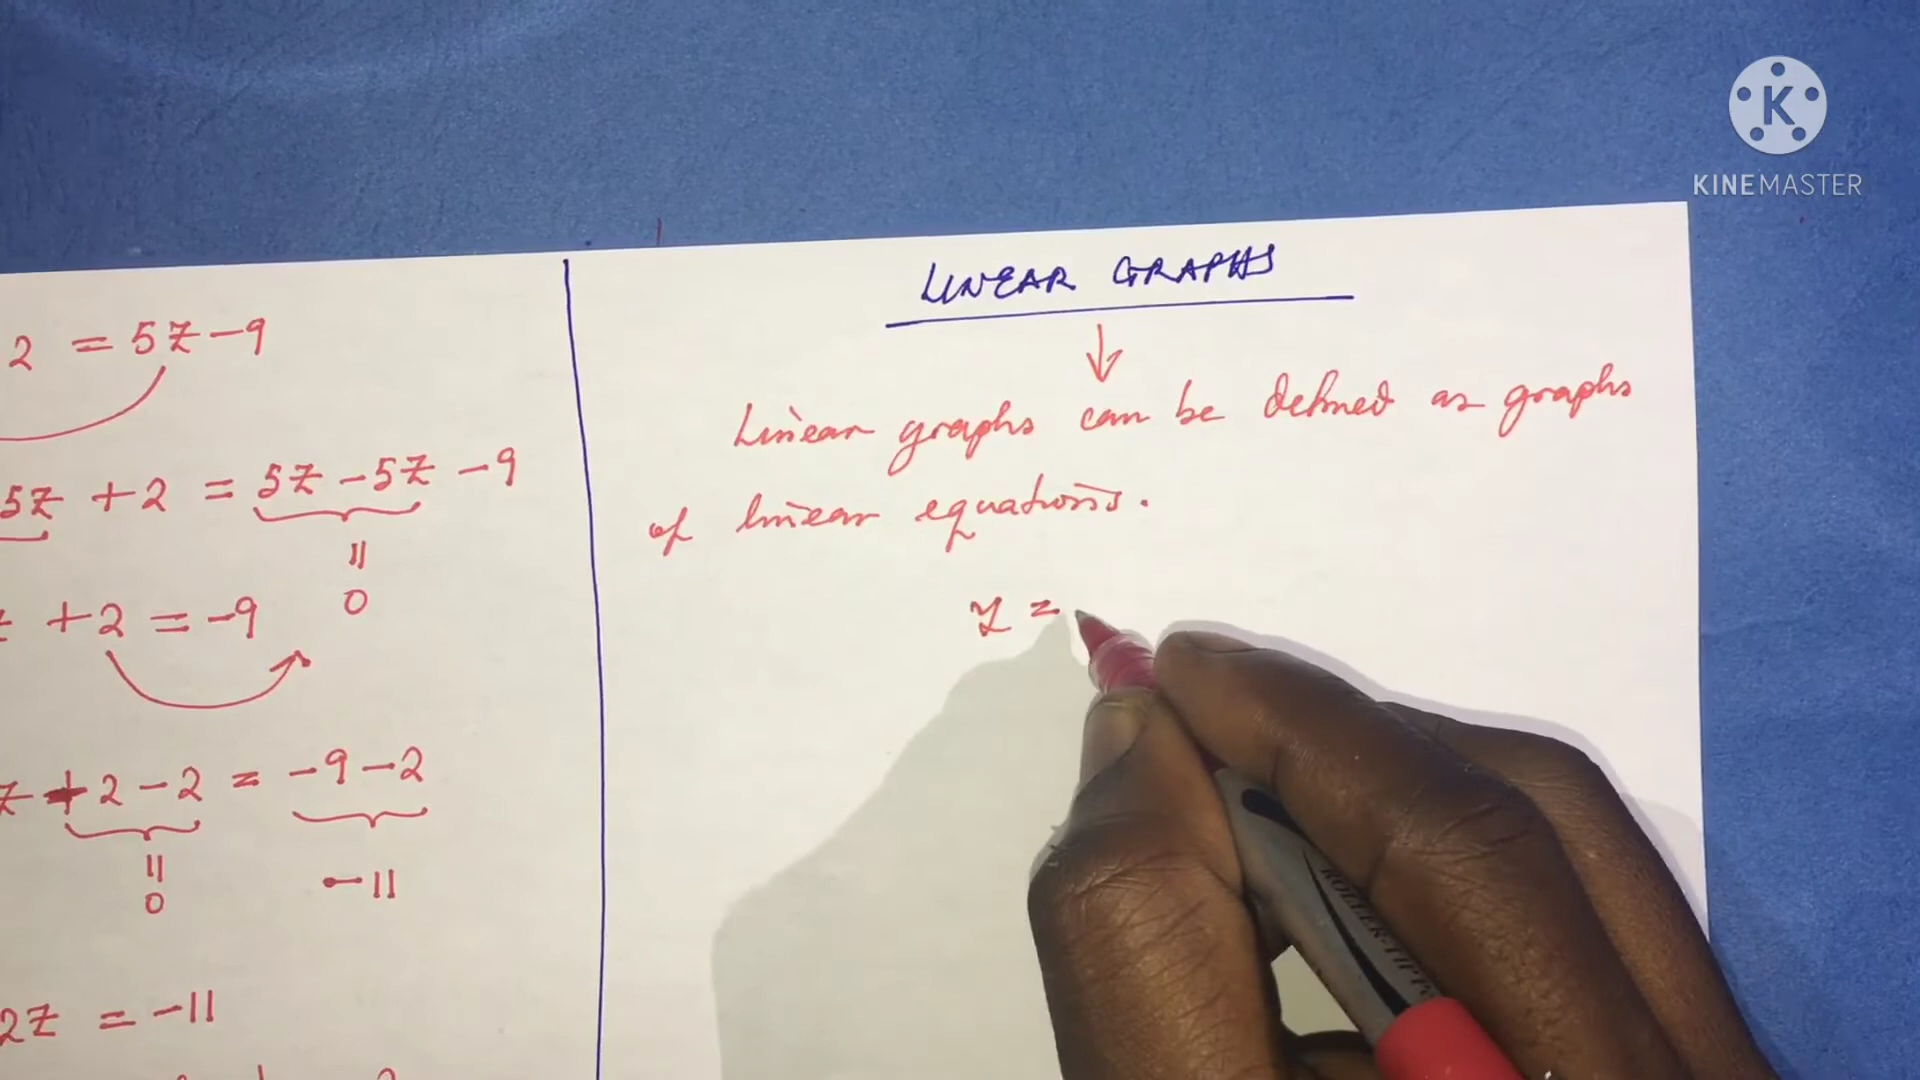 2 = 5z - 9
5z + 2 = 5z - 5z - 9
||
0
+ 2 = -9
z + 2 - 2 = -9 - 2
||
0
-11
2z = -11
LINEAR GRAPHS
Linear graphs can be defined as graphs
of linear equations.
y =
K
KINEMASTER